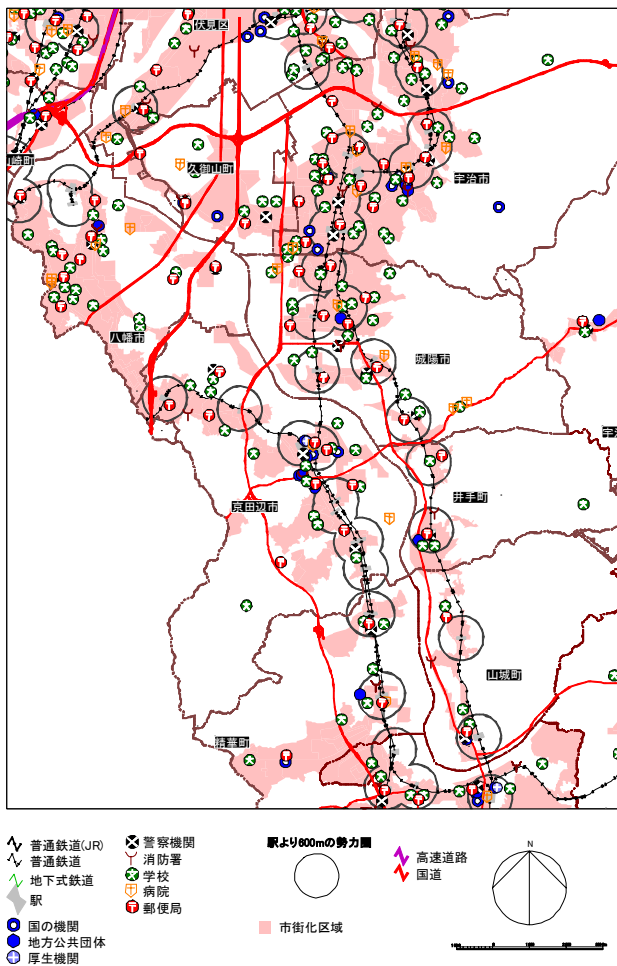 伏見区
山崎町
久御山町
宇治市
八幡市
城陽市
井手町
京田辺市
山城町
精華町
普通鉄道(JR)
普通鉄道
地下式鉄道
駅
国の機関
地方公共団体
厚生機関
警察機関
消防署
学校
病院
郵便局
駅より600mの勢力圏
市街化区域
高速道路
国道
N